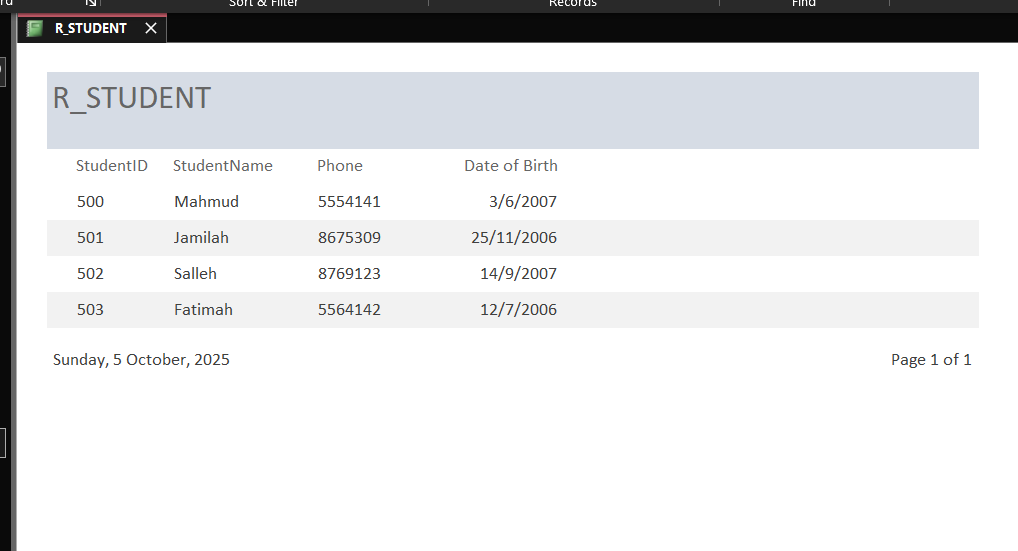 Sort & Filter Records Find
R_STUDENT
R_STUDENT
StudentID StudentName Phone Date of Birth
500 Mahmud 5554141 3/6/2007
501 Jamilah 8675309 25/11/2006
502 Salleh 8769123 14/9/2007
503 Fatimah 5564142 12/7/2006
Sunday, 5 October, 2025 Page 1 of 1